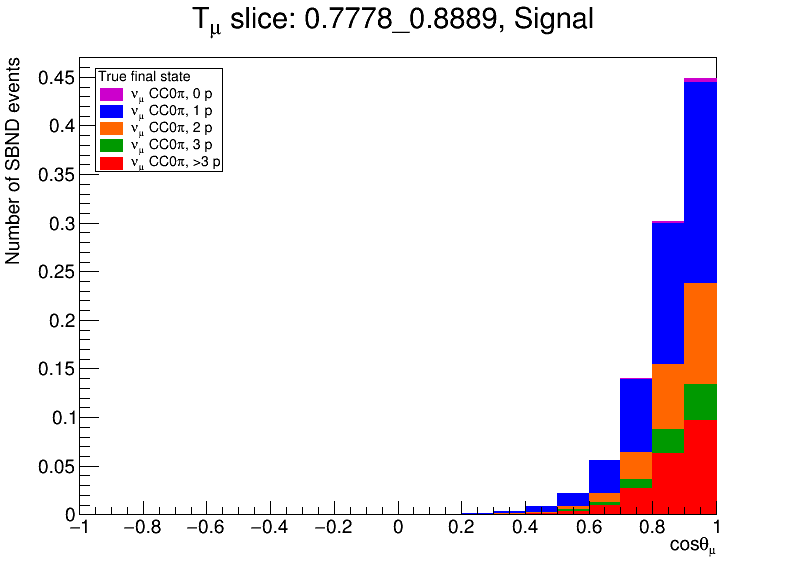 Tμ slice: 0.7778_0.8889, Signal
Number of SBND events
True final state
νμ CC0π, 0 p
νμ CC0π, 1 p
νμ CC0π, 2 p
νμ CC0π, 3 p
νμ CC0π, >3 p
0.45
0.4
0.35
0.3
0.25
0.2
0.15
0.1
0.05
0
−1 −0.8 −0.6 −0.4 −0.2 0 0.2 0.4 0.6 0.8 1
cosθμ